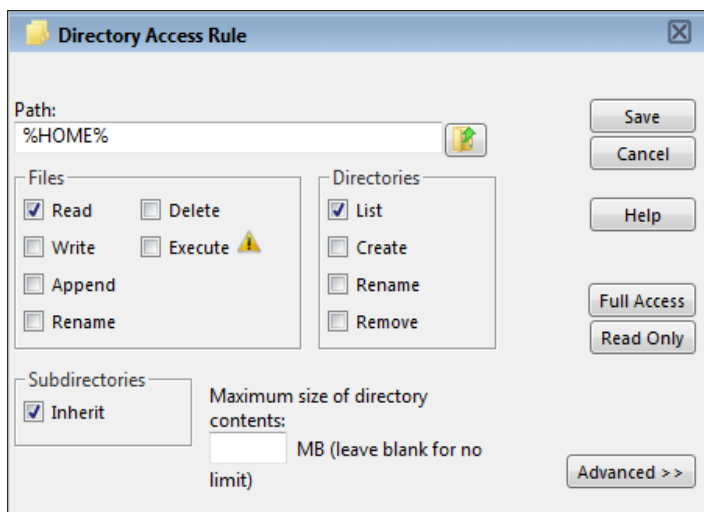 Directory Access Rule
Path:
%HOME%
Save
Cancel
Files
Read
Delete
Write
Execute
Append
Rename
Directories
List
Create
Rename
Remove
Help
Full Access
Read Only
Subdirectories
Inherit
Maximum size of directory
contents:
MB (leave blank for no
limit)
Advanced >>